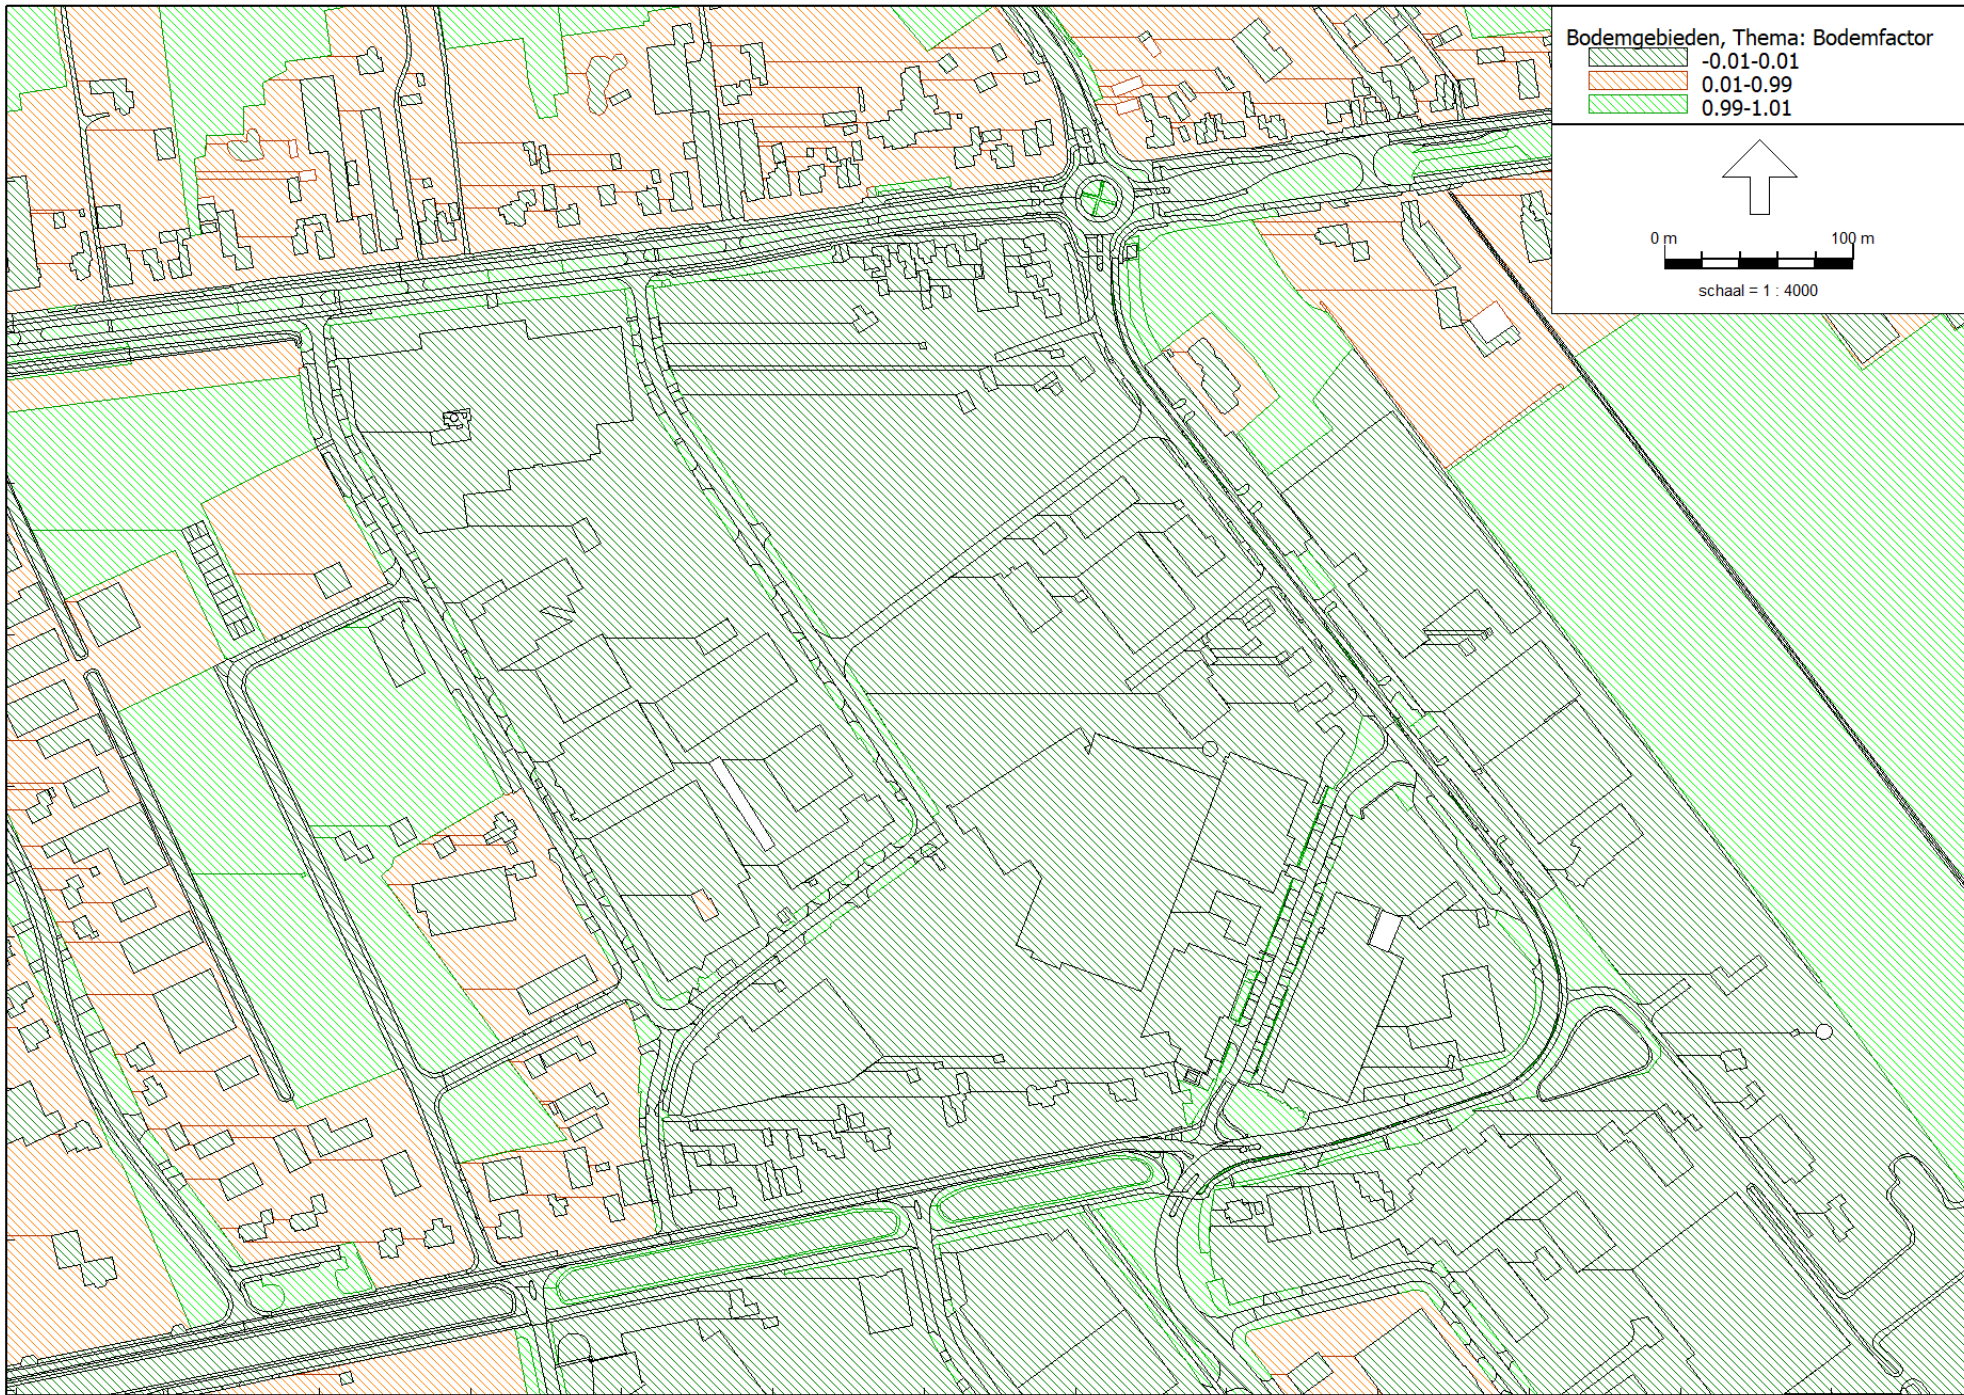 Bodemgebieden, Thema: Bodemfactor
-0.01-0.01
0.01-0.99
0.99-1.01
0 m 100 m
schaal = 1 : 4000